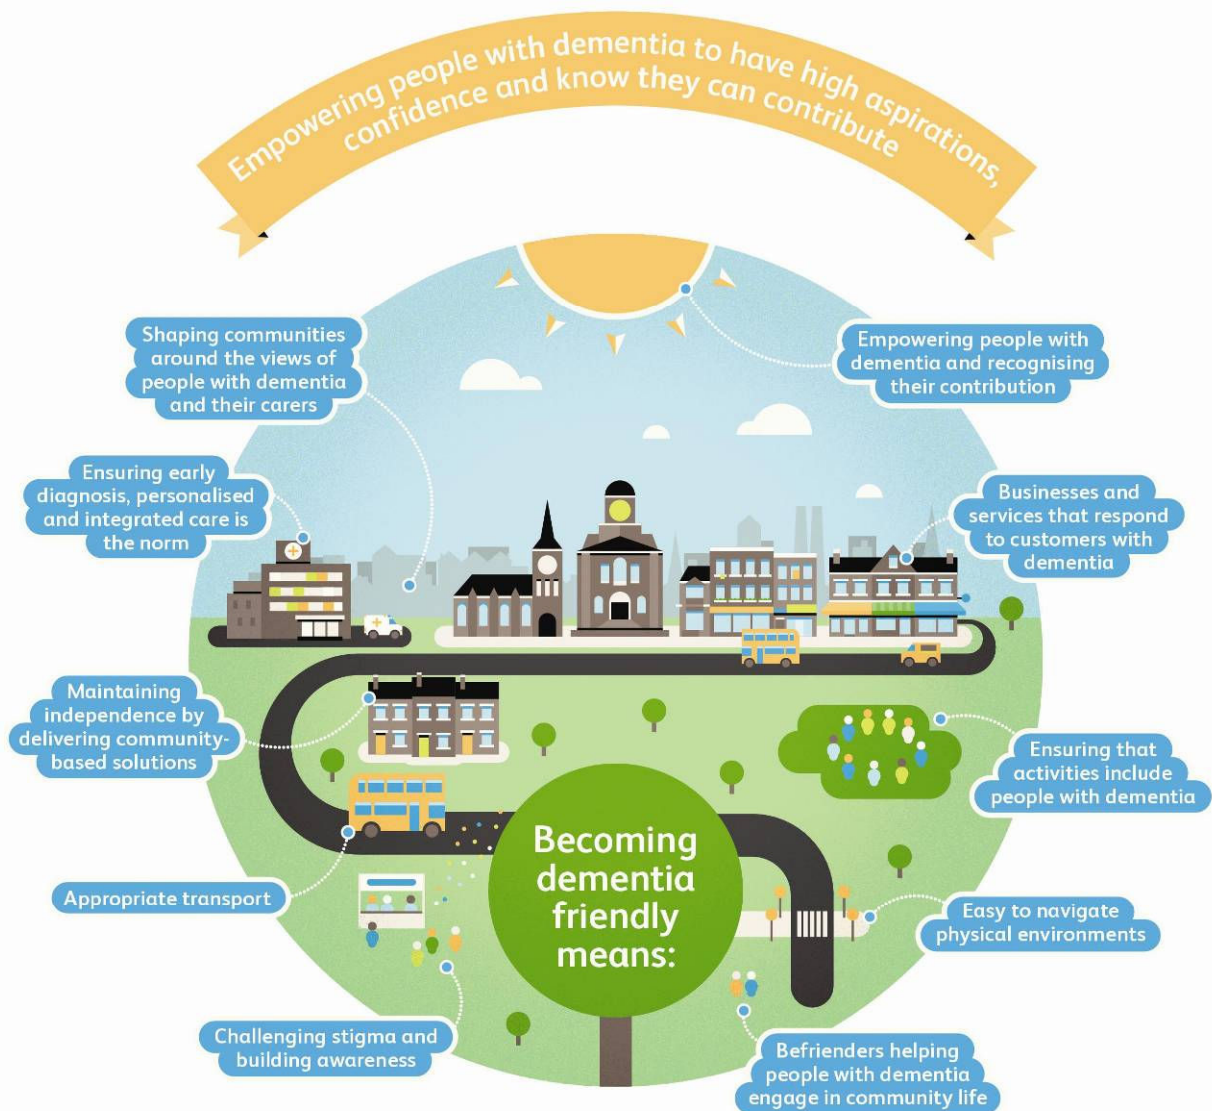 Empowering people with dementia to have high aspirations,
confidence and know they can contribute
Shaping communities
around the views of
people with dementia
and their carers
Empowering people with
dementia and recognising
their contribution
Ensuring early
diagnosis, personalised
and integrated care is
the norm
Businesses and
services that respond
to customers with
dementia
Maintaining
independence by
delivering community-
based solutions
Ensuring that
activities include
people with dementia
Becoming
dementia
friendly
means:
Appropriate transport
Easy to navigate
physical environments
Challenging stigma and
building awareness
Befrienders helping
people with dementia
engage in community life